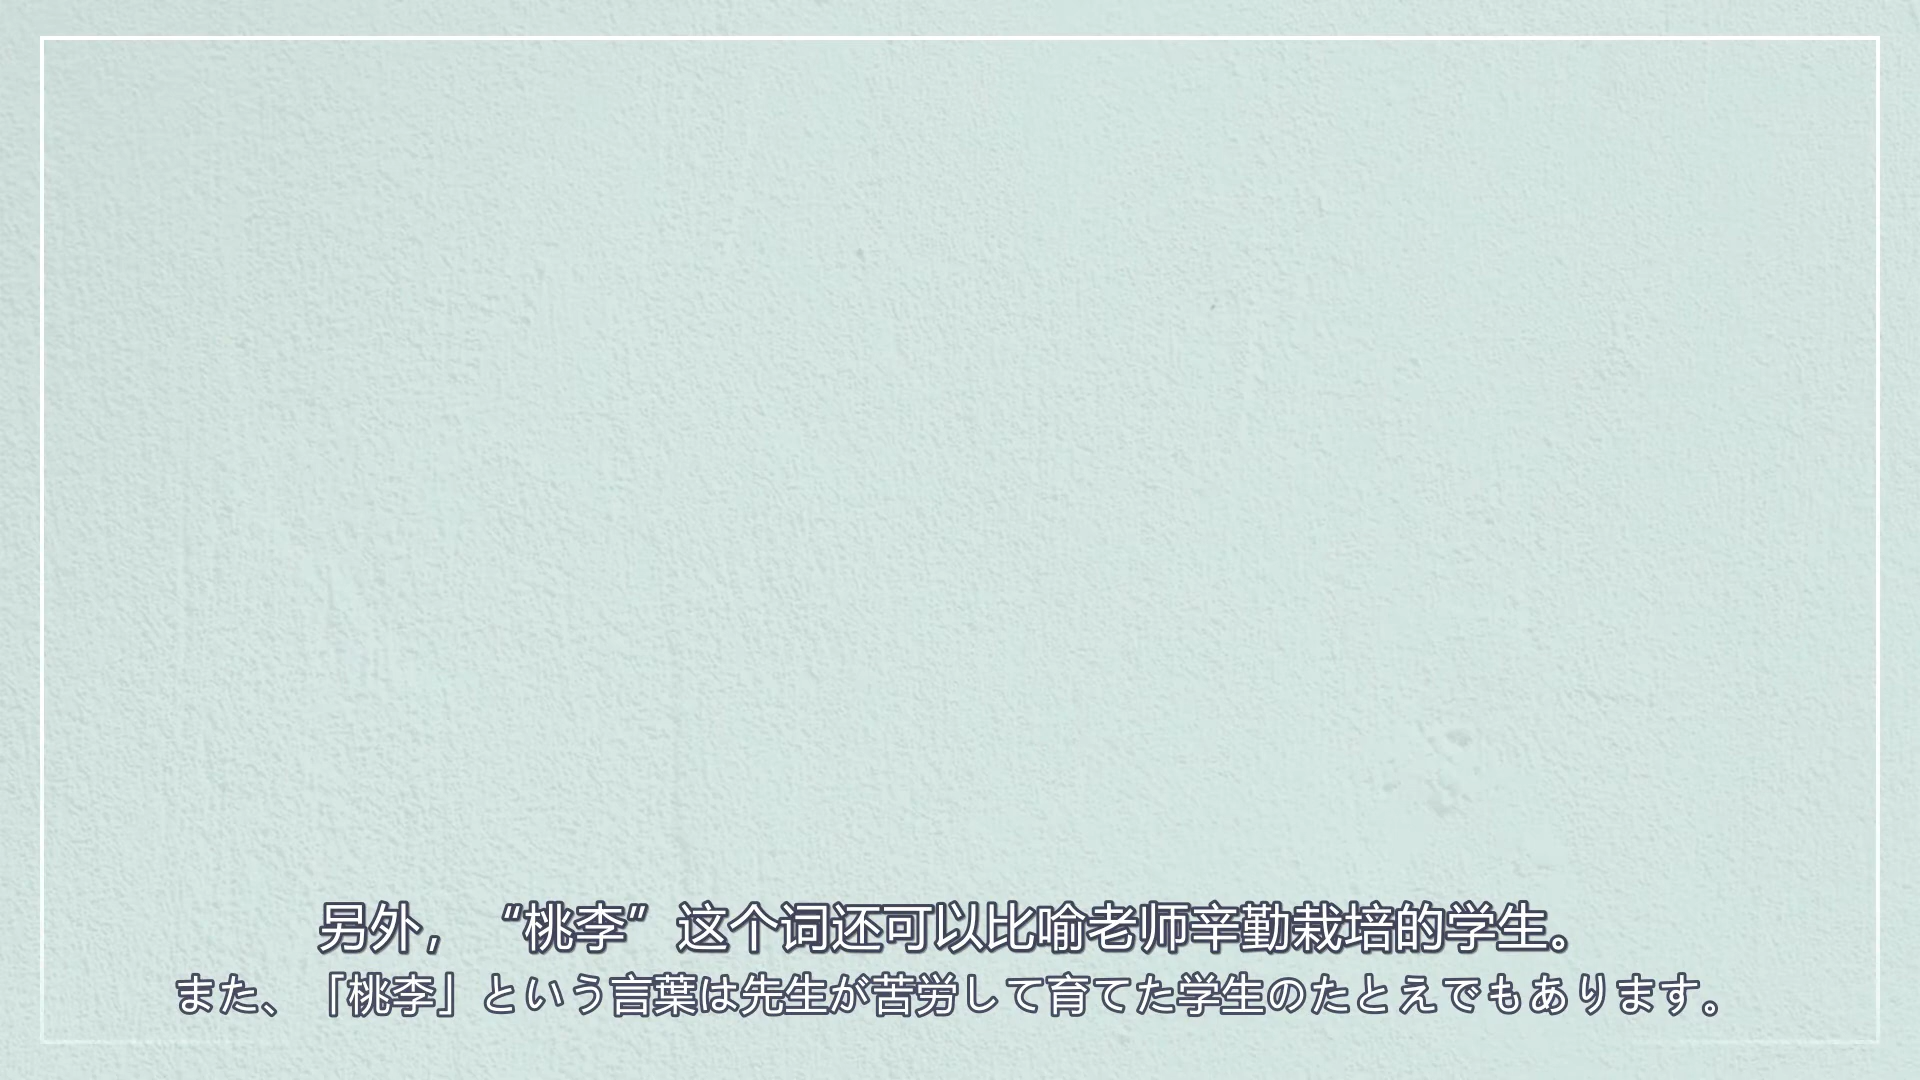 另外，“桃李”这个词还可以比喻老师辛勤栽培的学生。
また、「桃李」という言葉は先生が苦労して育てた学生のたとえでもあります。